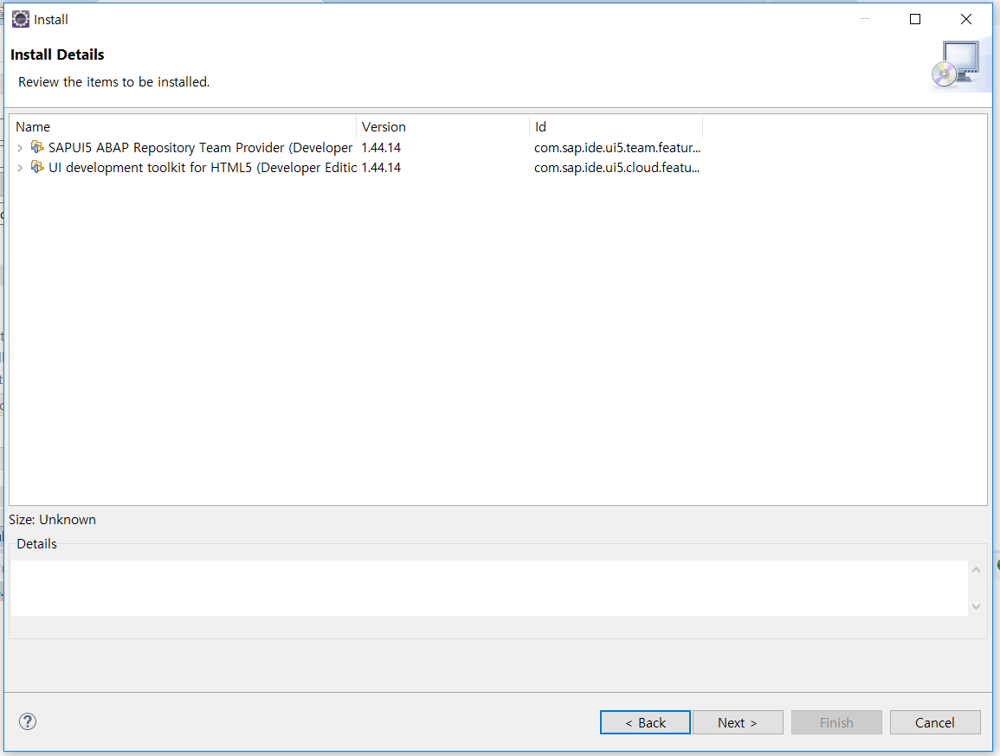 Install
Install Details
Review the items to be installed.
Name Version Id
SAPUI5 ABAP Repository Team Provider (Developer 1.44.14 com.sap.ide.ui5.team.featur...
UI development toolkit for HTML5 (Developer Editic 1.44.14 com.sap.ide.ui5.cloud.featu...
Size: Unknown
Details
?
< Back Next > Finish Cancel